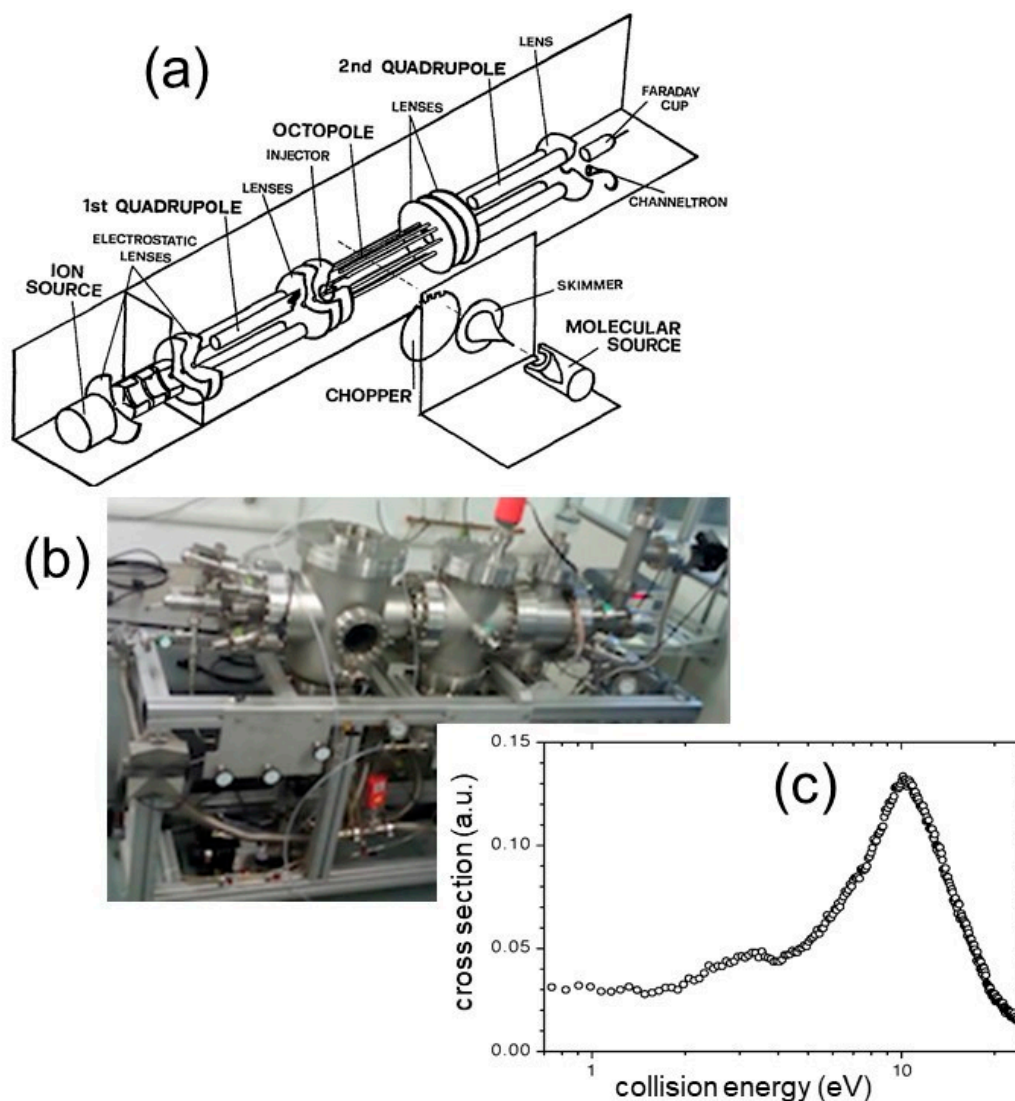 (a)
LENS
2nd QUADRUPOLE
FARADAY
CUP
LENSES
OCTOPOLE
INJECTOR
CHANNELTRON
LENSES
1st QUADRUPOLE
ELECTROSTATIC
LENSES
ION
SOURCE
SKIMMER
MOLECULAR
SOURCE
CHOPPER
(b)
(c)
0.15
0.10
0.05
0.00
cross section (a.u.)
1
10
collision energy (eV)